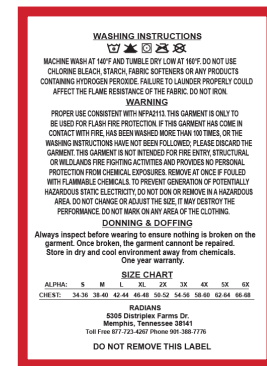 WASHING INSTRUCTIONS
MACHINE WASH AT 140°F AND TUMBLE DRY LOW AT 160°F. DO NOT USE
CHLORINE BLEACH, STARCH, FABRIC SOFTENERS OR ANY PRODUCTS
CONTAINING HYDROGEN PEROXIDE. FAILURE TO LAUNDER PROPERLY COULD
AFFECT THE FLAME RESISTANCE OF THE FABRIC. DO NOT IRON.
WARNING
PROPER USE CONSISTENT WITH NFPA2113. THIS GARMENT IS ONLY TO
BE USED FOR FLASH FIRE PROTECTION. IF THIS GARMENT HAS COME IN
CONTACT WITH FIRE, HAS BEEN WASHED MORE THAN 100 TIMES, OR THE
WASHING INSTRUCTIONS HAVE NOT BEEN FOLLOWED; PLEASE DISCARD THE
GARMENT. THIS GARMENT IS NOT INTENDED FOR FIRE ENTRY, STRUCTURAL
OR WILDLANDS FIRE FIGHTING ACTIVITIES AND PROVIDES NO PERSONAL
PROTECTION FROM CHEMICAL EXPOSURES. REMOVE AT ONCE IF FOULED
WITH FLAMMABLE CHEMICALS. TO PREVENT GENERATION OF POTENTIALLY
HAZARDOUS STATIC ELECTRICITY, DO NOT DON OR REMOVE IN A HAZARDOUS
AREA. DO NOT CHANGE OR ADJUST THE SIZE, IT MAY DESTROY THE
PERFORMANCE. DO NOT MARK ON ANY AREA OF THE CLOTHING.
DONNING & DOFFING
Always inspect before wearing to ensure nothing is broken on the
garment. Once broken, the garment cannont be repaired.
Store in dry and cool environment away from chemicals.
One year warranty.
SIZE CHART
ALPHA: S M L XL 2X 3X 4X 5X 6X
CHEST: 34-36 38-40 42-44 46-48 50-52 54-56 58-60 62-64 66-68
RADIANS
5305 Distriplex Farms Dr.
Memphis, Tennessee 38141
Toll Free 877-723-4267 Phone 901-388-7776
DO NOT REMOVE THIS LABEL